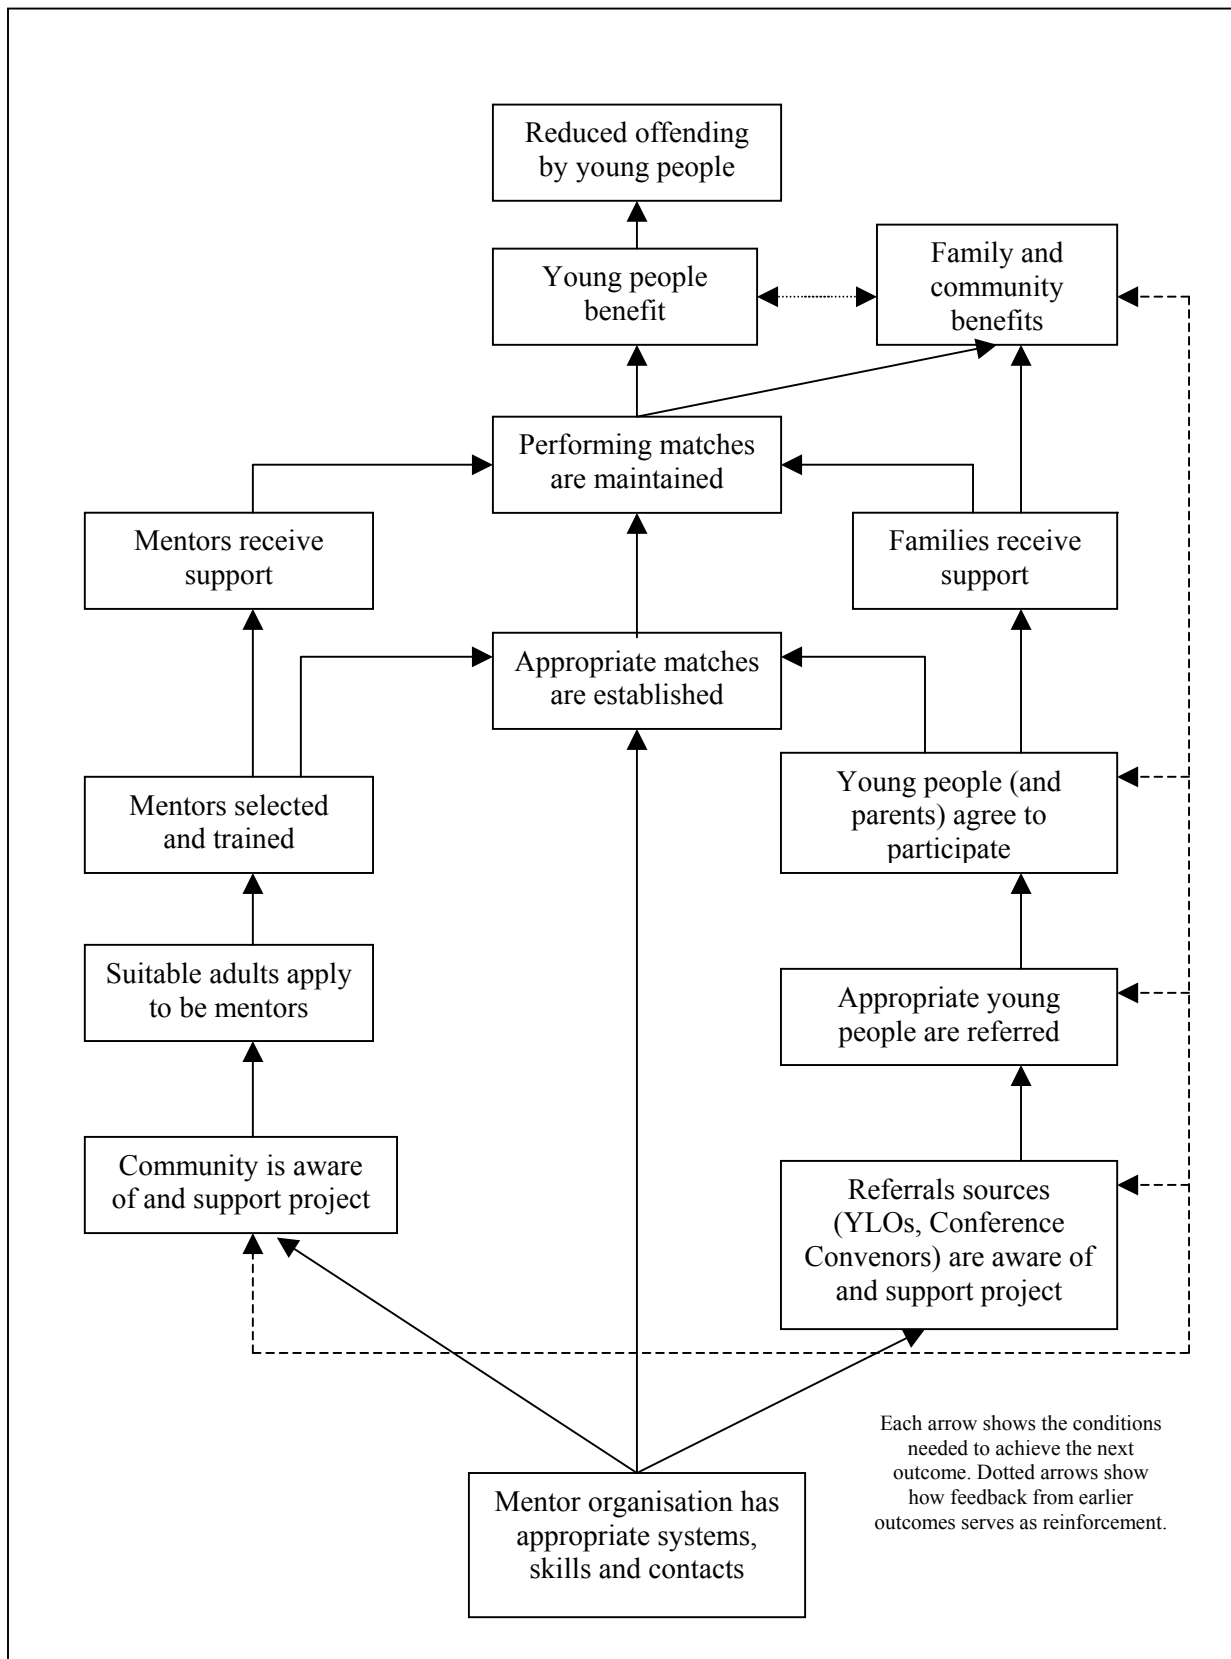 Reduced offending
by young people
Young people
benefit
Family and
community
benefits
Performing matches
are maintained
Mentors receive
support
Families receive
support
Appropriate matches
are established
Mentors selected
and trained
Young people (and
parents) agree to
participate
Suitable adults apply
to be mentors
Appropriate young
people are referred
Community is aware
of and support project
Referrals sources
(YLOs, Conference
Convenors) are aware of
and support project
Each arrow shows the conditions
needed to achieve the next
outcome. Dotted arrows show
how feedback from earlier
outcomes serves as reinforcement.
Mentor organisation has
appropriate systems,
skills and contacts